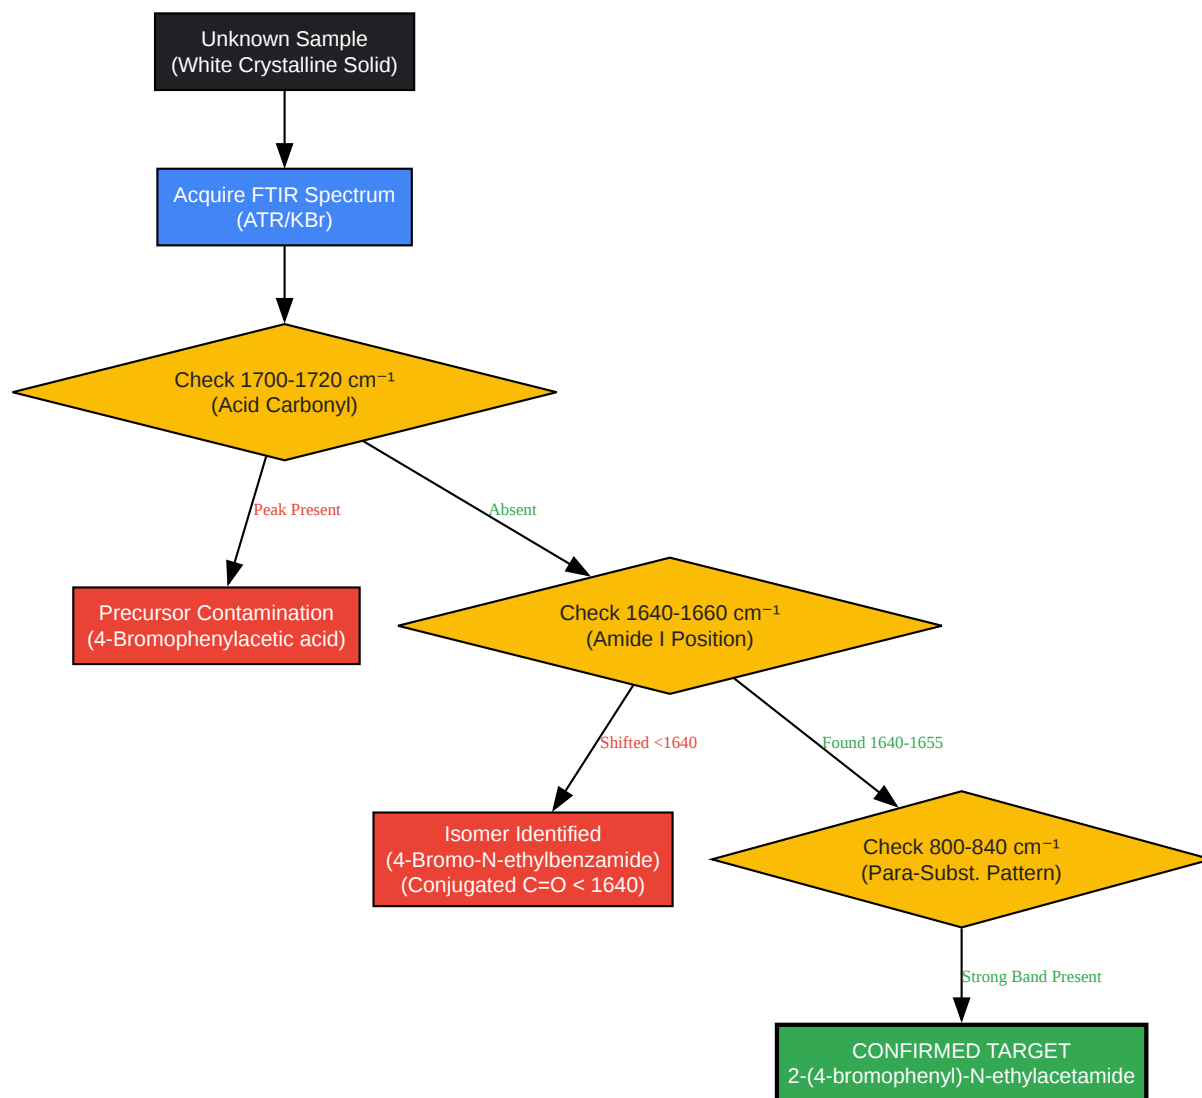 Unknown Sample
(White Crystalline Solid)
Acquire FTIR Spectrum
(ATR/KBr)
Check 1700-1720 cm⁻¹
(Acid Carbonyl)
Peak Present
Absent
Precursor Contamination
(4-Bromophenylacetic acid)
Check 1640-1660 cm⁻¹
(Amide I Position)
Shifted <1640
Found 1640-1655
Isomer Identified
(4-Bromo-N-ethylbenzamide)
(Conjugated C=O < 1640)
Check 800-840 cm⁻¹
(Para-Subst. Pattern)
Strong Band Present
CONFIRMED TARGET
2-(4-bromophenyl)-N-ethylacetamide